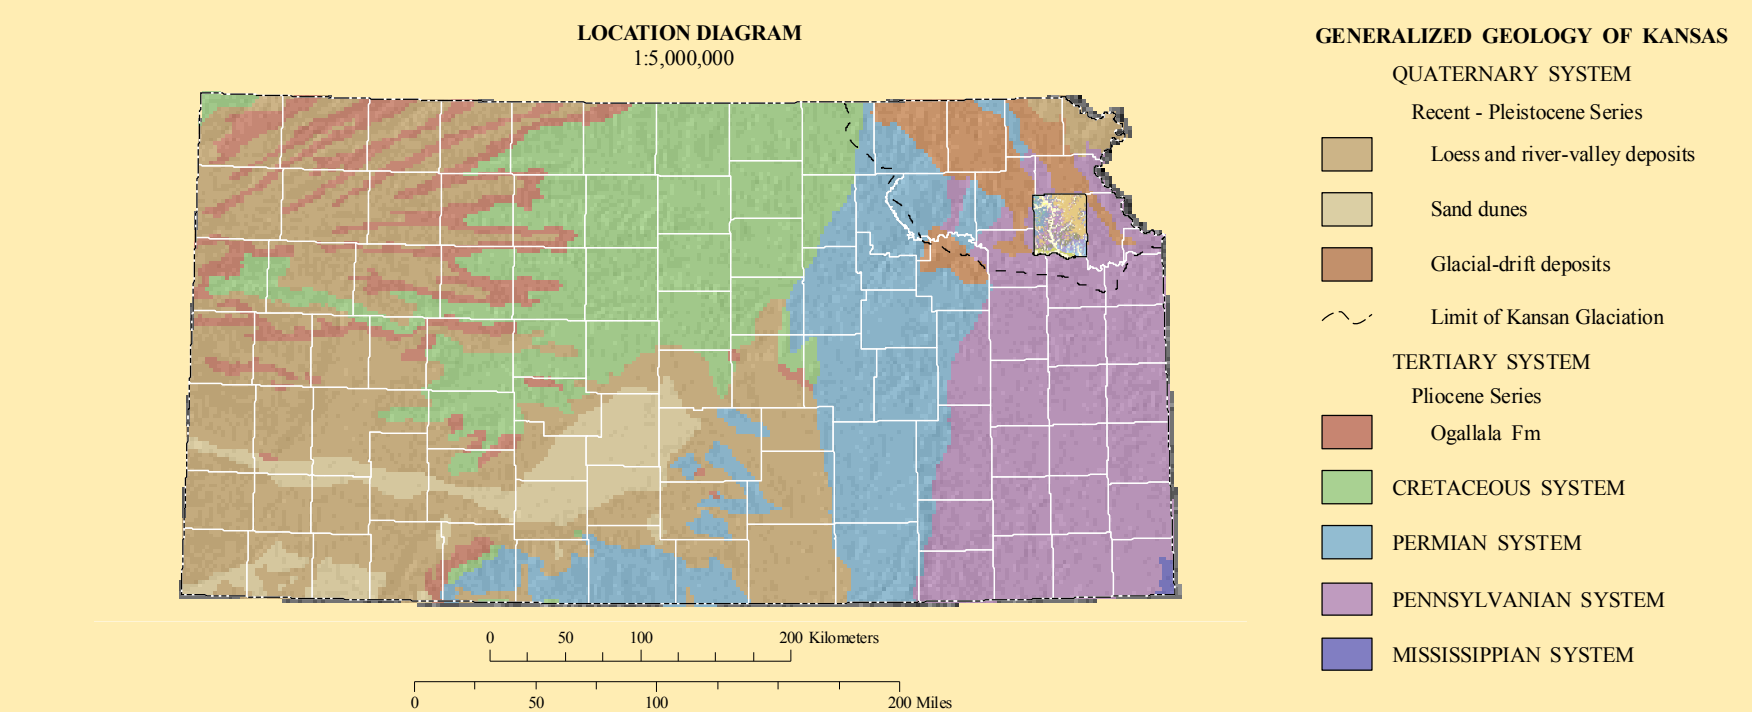 LOCATION DIAGRAM
1:5,000,000
0 50 100 200 Kilometers
0 50 100 200 Miles
GENERALIZED GEOLOGY OF KANSAS
QUATERNARY SYSTEM
Recent - Pleistocene Series
Loess and river-valley deposits
Sand dunes
Glacial-drift deposits
Limit of Kansan Glaciation
TERTIARY SYSTEM
Pliocene Series
Ogallala Fm
CRETACEOUS SYSTEM
PERMIAN SYSTEM
PENNSYLVANIAN SYSTEM
MISSISSIPPIAN SYSTEM